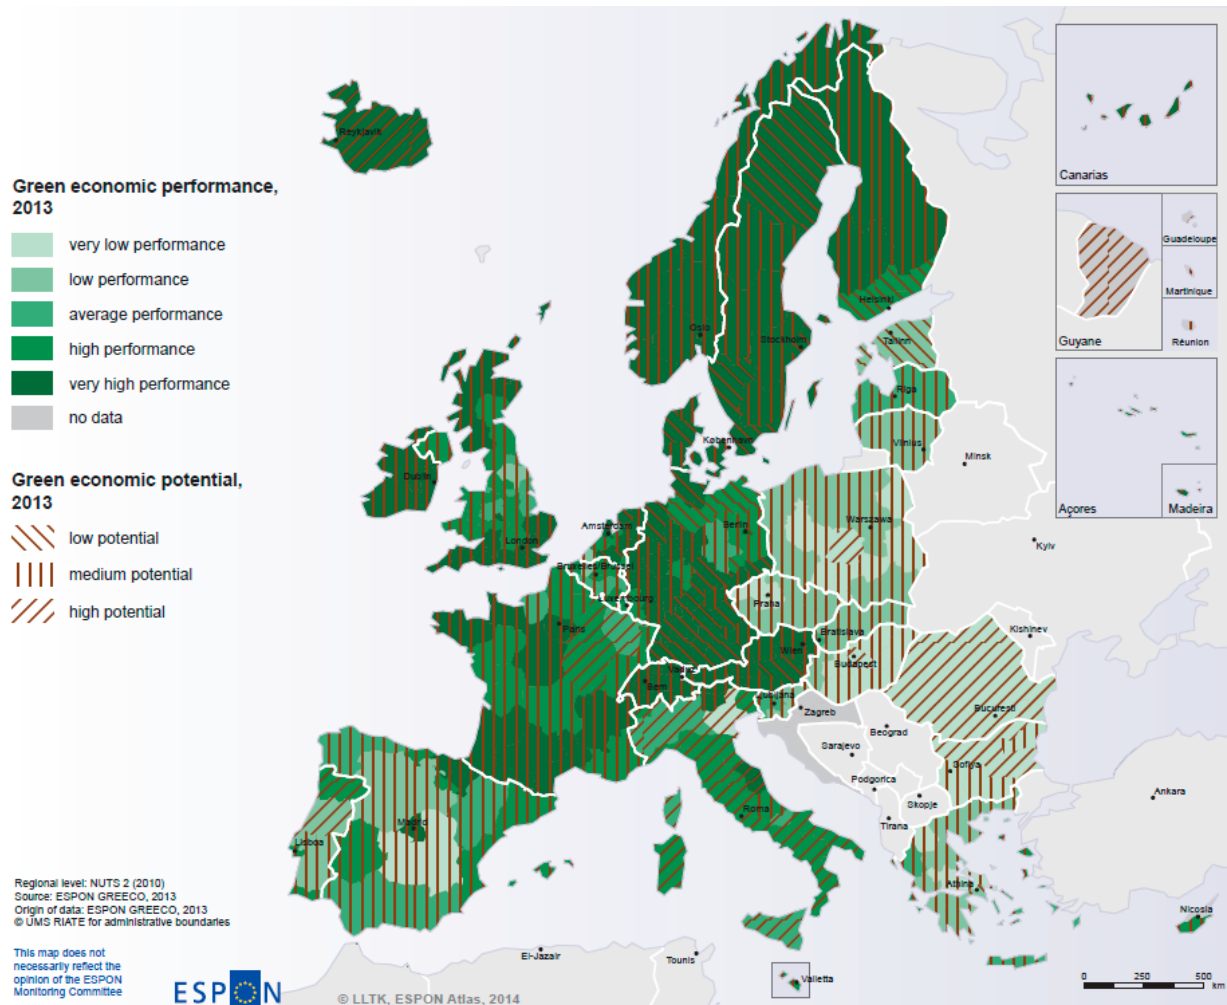 Green economic performance,
2013
very low performance
low performance
average performance
high performance
very high performance
no data
Green economic potential,
2013
low potential
medium potential
high potential
Regional level: NUTS 2 (2010)
Source: ESPON GREECO, 2013
Origin of data: ESPON GREECO, 2013
© UMS RIATE for administrative boundaries
This map does not
necessarily reflect the
opinion of the ESPON
Monitoring Committee
ESPON
© LLTK, ESPON Atlas, 2014
Reykjavik
Oslo
Stockholm
Helsinki
Tallinn
Riga
Vilnius
Minsk
København
Dublin
London
Amsterdam
Berlin
Warszawa
Bruxelles/Brussel
Luxembourg
Kyiv
Praha
Paris
Kishinev
Bratislava
Wien
Budapest
Bern
Ljubljana
Zagreb
Bucuresti
Beograd
Sarajevo
Sofiya
Podgorica
Skopje
Ankara
Madrid
Roma
Tirana
Lisboa
Athina
Nicosia
El-Jazair
Tounis
Valletta
Canarias
Guadeloupe
Martinique
Guyane
Réunion
Açores
Madeira
0 250 500
km